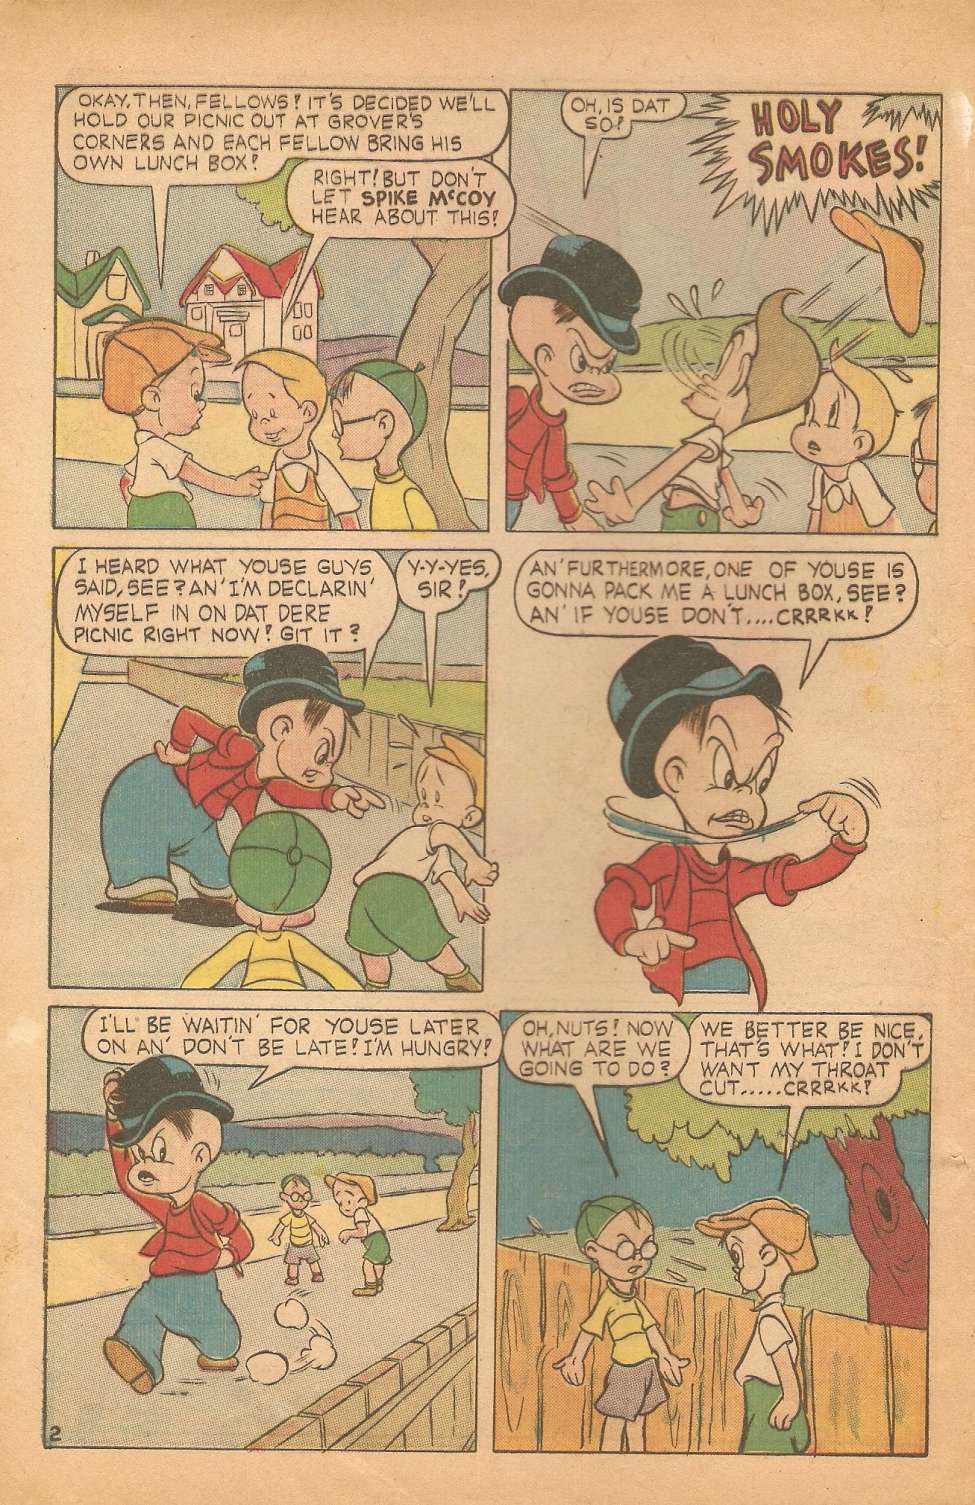 OKAY, THEN, FELLOWS! IT'S DECIDED WE'LL
HOLD OUR PICNIC OUT AT GROVER'S
CORNERS AND EACH FELLOW BRING HIS
OWN LUNCH BOX!
RIGHT! BUT DON'T
LET SPIKE McCOY
HEAR ABOUT THIS!
OH, IS DAT
SO!
HOLY
SMOKES!
I HEARD WHAT YOUSE GUYS
SAID, SEE? AN' I'M DECLARIN'
MYSELF IN ON DAT DERE
PICNIC RIGHT NOW! GIT IT?
Y-Y-YES,
SIR!
AN' FURTHERMORE, ONE OF YOUSE IS
GONNA PACK ME A LUNCH BOX, SEE?
AN' IF YOUSE DON'T....CRRRKK!
I'LL BE WAITIN' FOR YOUSE LATER
ON AN' DON'T BE LATE! I'M HUNGRY!
OH, NUTS! NOW
WHAT ARE WE
GOING TO DO?
WE BETTER BE NICE,
THAT'S WHAT! I DON'T
WANT MY THROAT
CUT.....CRRRKK!
2